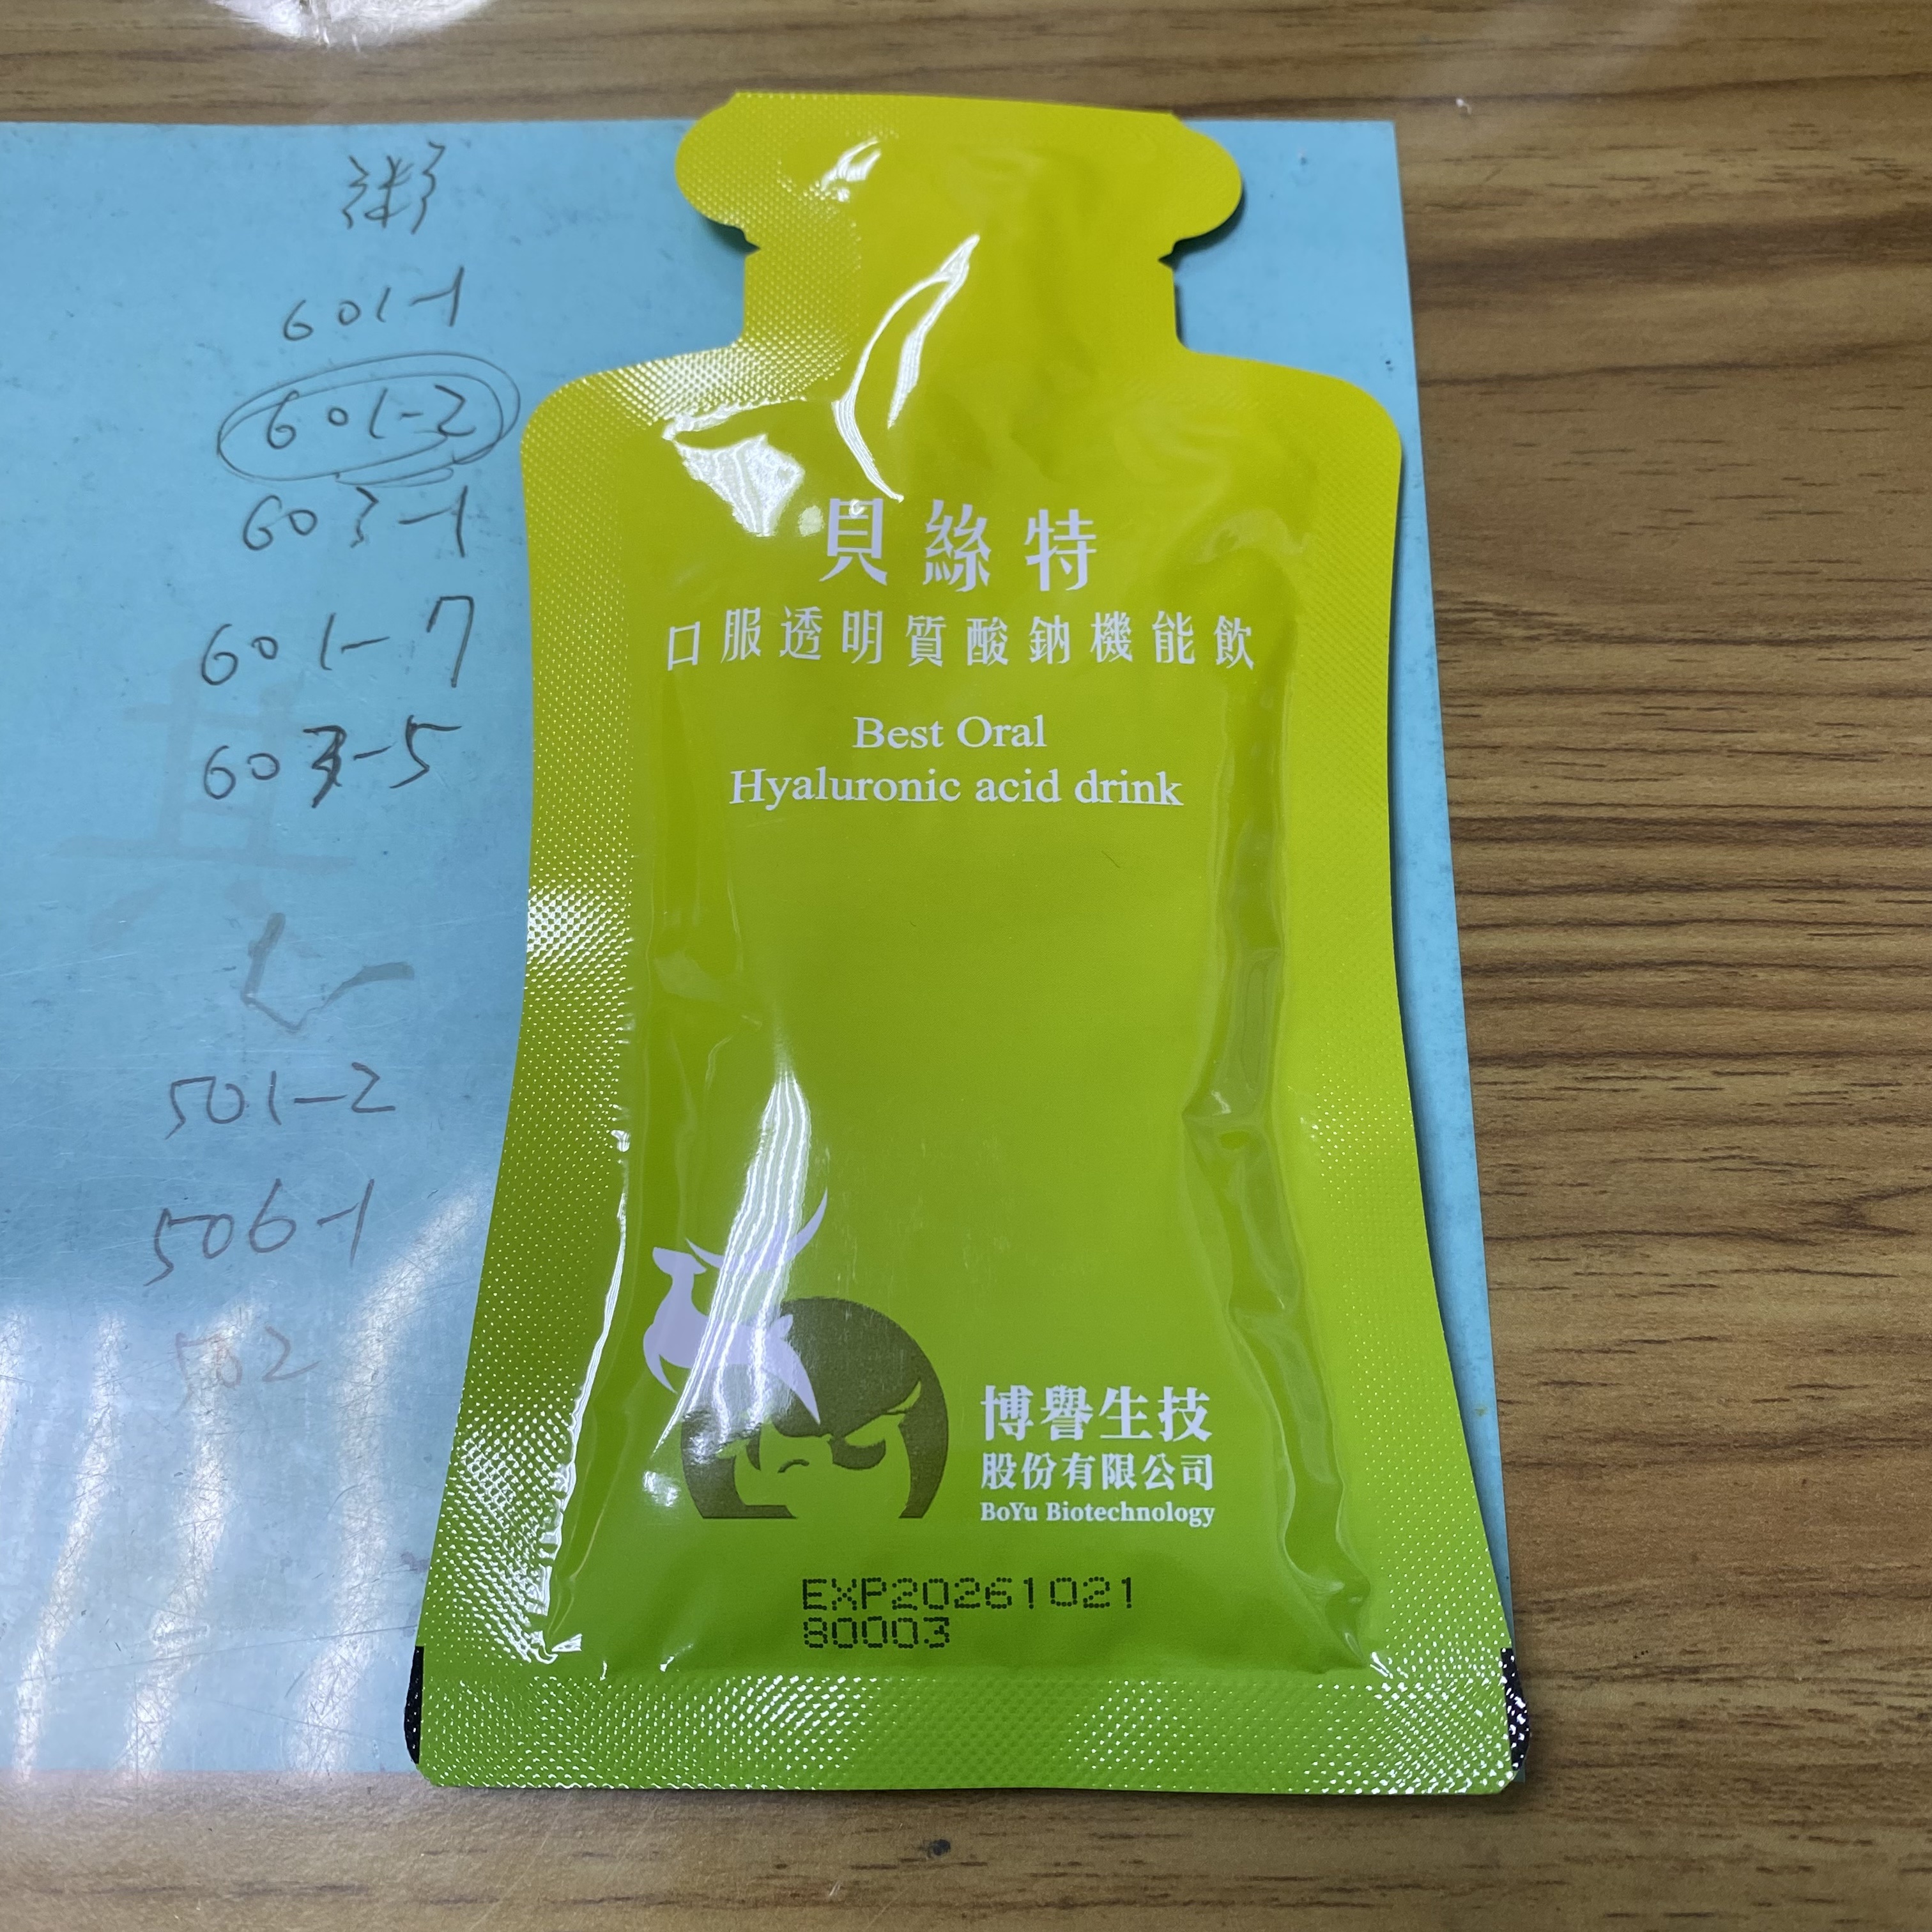 粥
601-1
601-2
603-1
601-7
603-5
501-2
506-1
502
貝絲特
口服透明質酸鈉機能飲
Best Oral
Hyaluronic acid drink
博譽生技
股份有限公司
BoYu Biotechnology
EXP20261021
80003